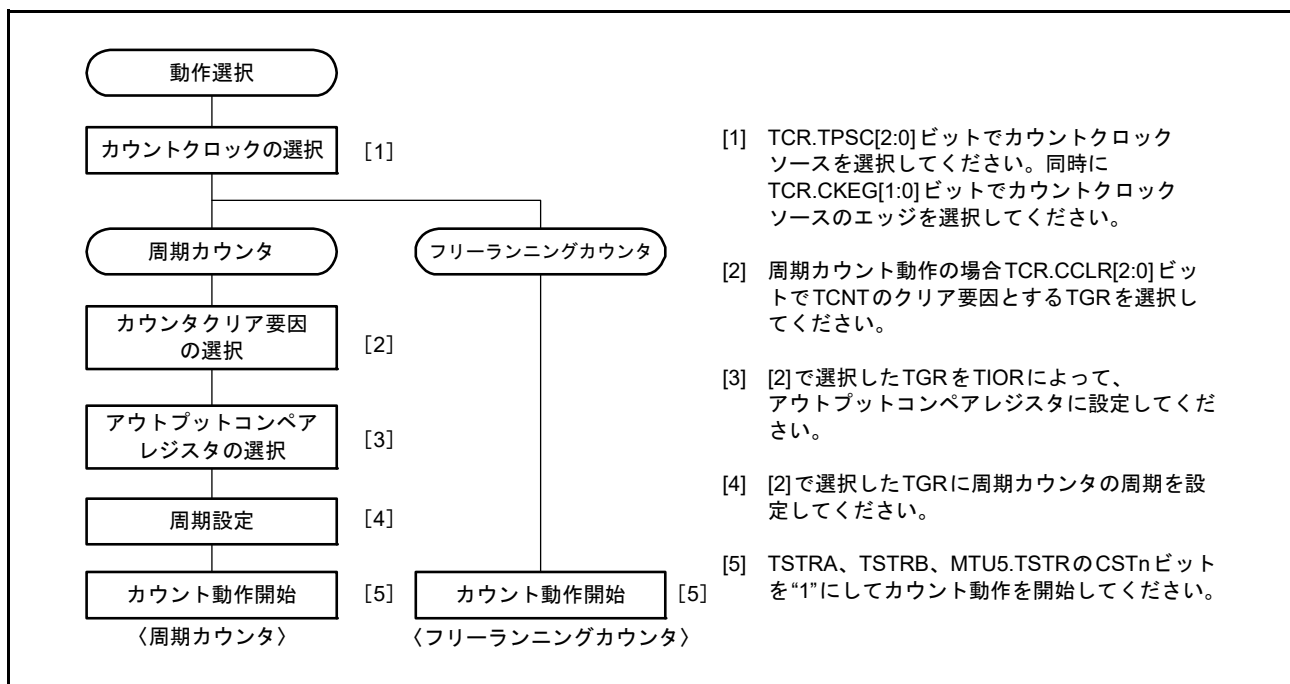 動作選択
カウントクロックの選択 [1]
周期カウンタ
フリーランニングカウンタ
カウンタクリア要因
の選択
[2]
アウトプットコンペア
レジスタの選択
[3]
周期設定 [4]
カウント動作開始 [5]
カウント動作開始 [5]
〈周期カウンタ〉
〈フリーランニングカウンタ〉
[1] TCR.TPSC[2:0]ビットでカウントクロック
ソースを選択してください。同時に
TCR.CKEG[1:0]ビットでカウントクロック
ソースのエッジを選択してください。
[2] 周期カウント動作の場合TCR.CCLR[2:0]ビッ
トでTCNTのクリア要因とするTGRを選択し
てください。
[3] [2]で選択したTGRをTIORによって、
アウトプットコンペアレジスタに設定してくだ
さい。
[4] [2]で選択したTGRに周期カウンタの周期を設
定してください。
[5] TSTRA、TSTRB、MTU5.TSTRのCSTnビット
を“1”にしてカウント動作を開始してください。